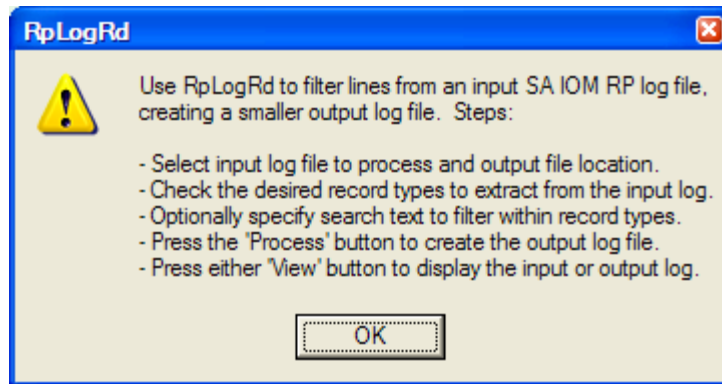 RpLogRd
Use RpLogRd to filter lines from an input SA IOM RP log file,
creating a smaller output log file.  Steps:
- Select input log file to process and output file location.
- Check the desired record types to extract from the input log.
- Optionally specify search text to filter within record types.
- Press the 'Process' button to create the output log file.
- Press either 'View' button to display the input or output log.
OK